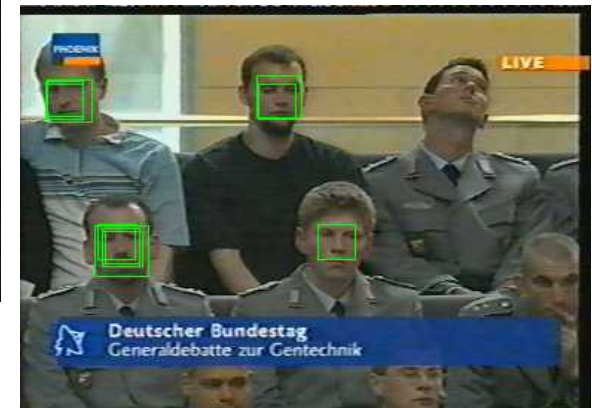 PHOENIX
LIVE
Deutscher Bundestag
Generaldebatte zur Gentechnik